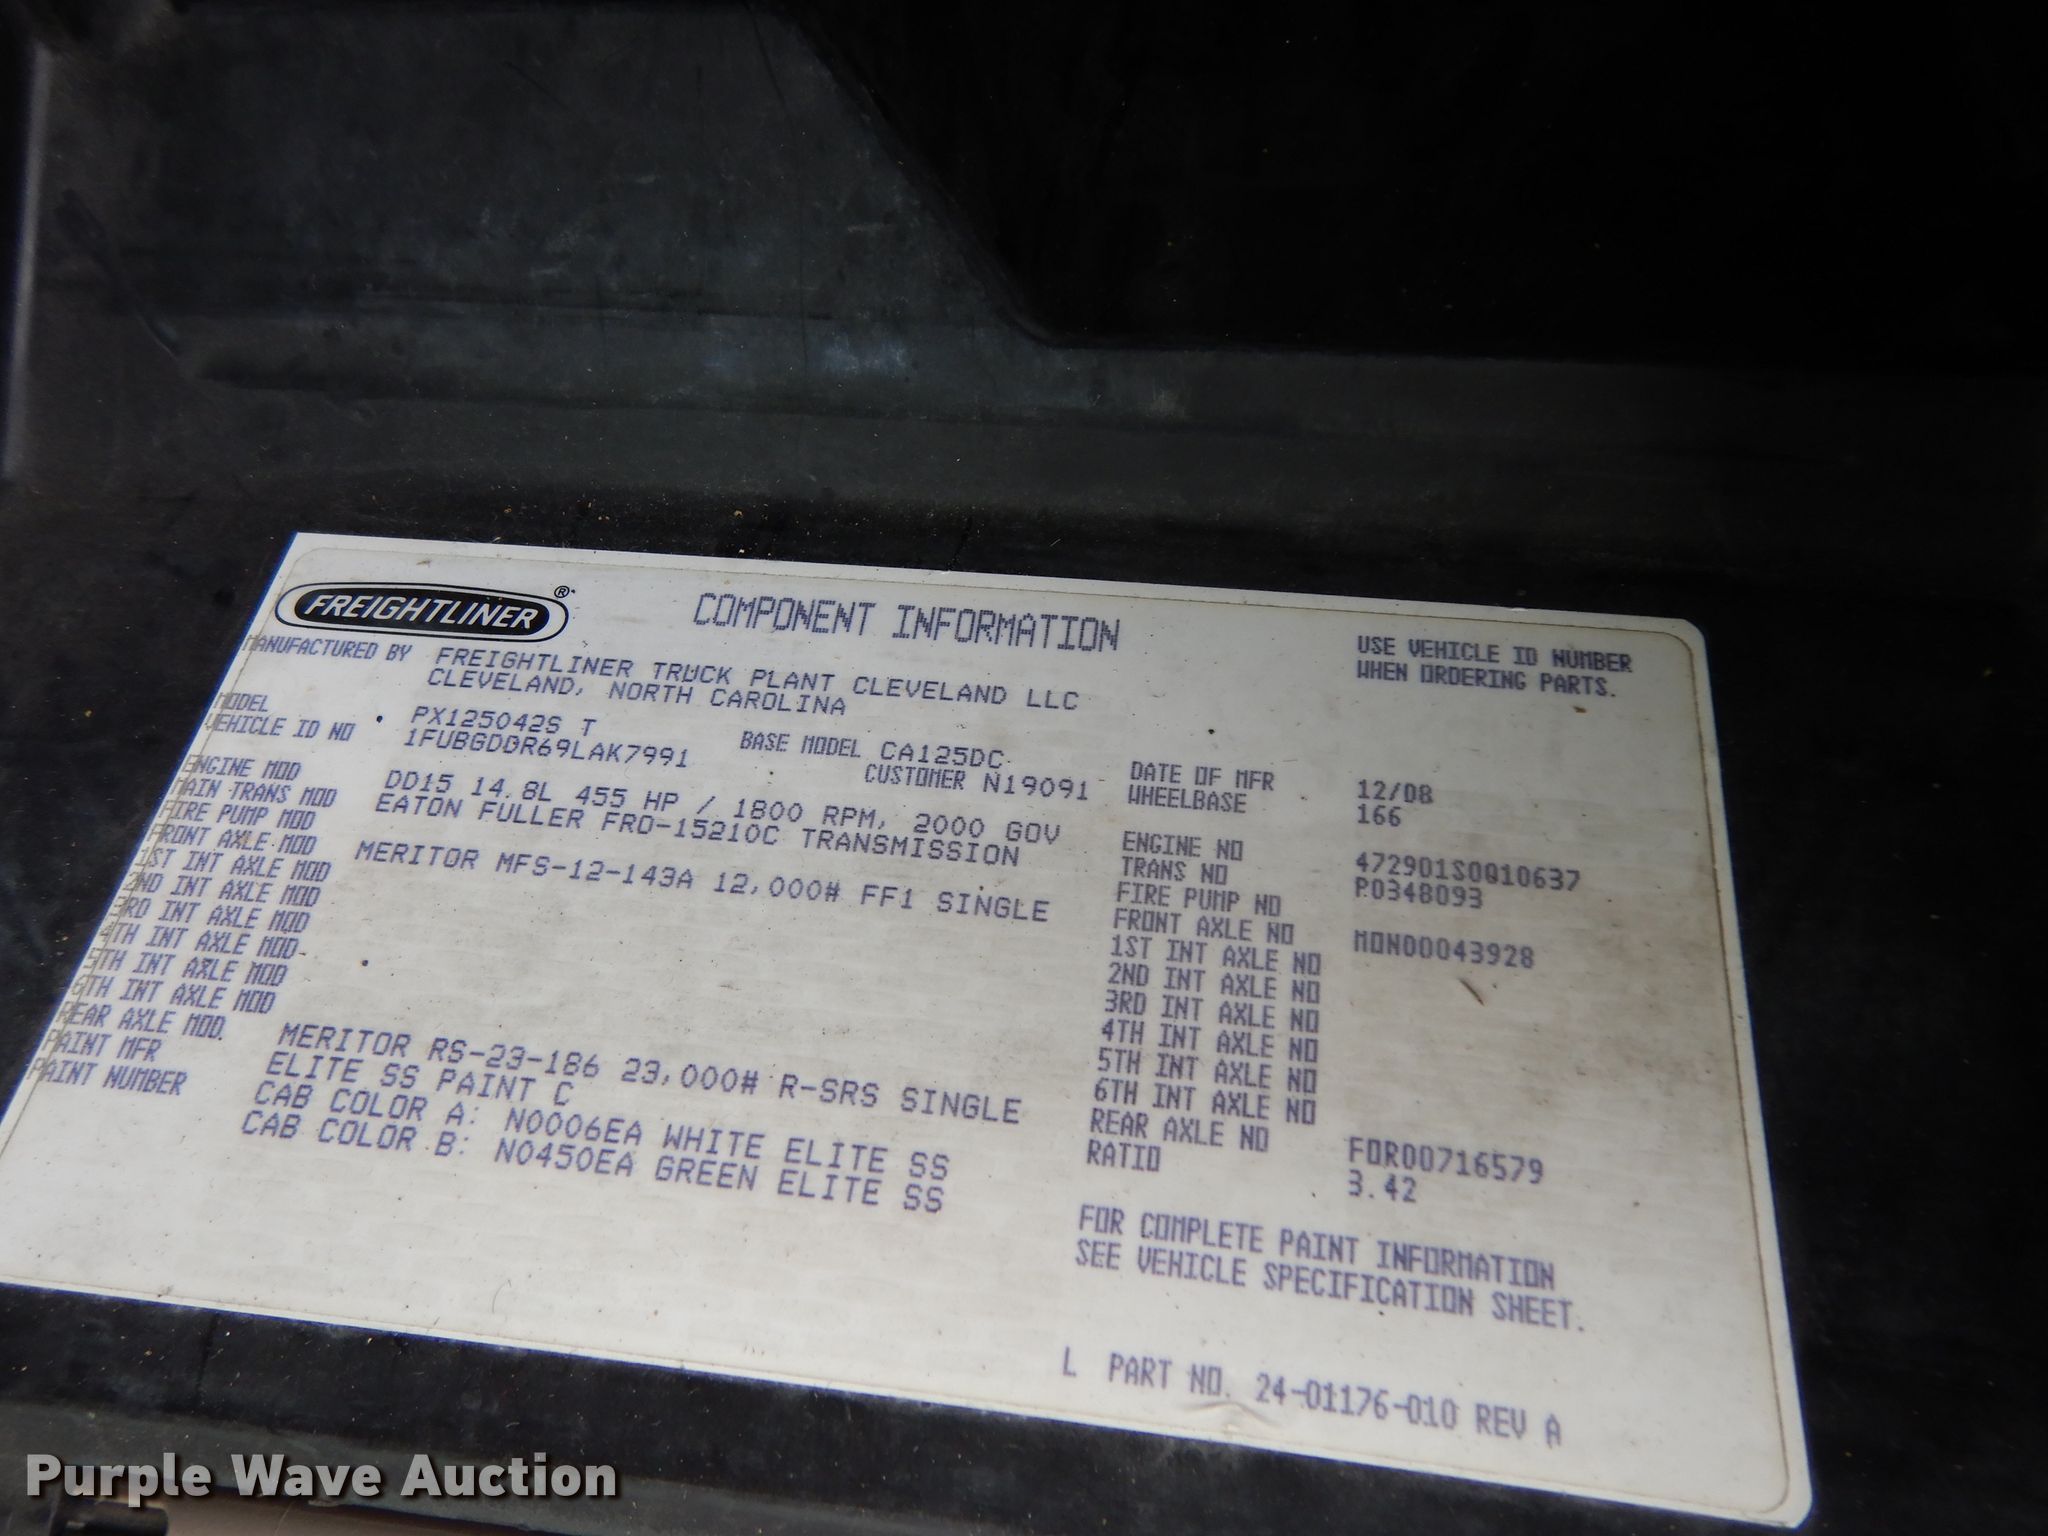 FREIGHTLINER®
COMPONENT INFORMATION
USE VEHICLE ID NUMBER
WHEN ORDERING PARTS.
MANUFACTURED BY FREIGHTLINER TRUCK PLANT CLEVELAND LLC
CLEVELAND, NORTH CAROLINA
MODEL PX125042S T
BASE MODEL CA125DC
VEHICLE ID NO 1FUBGDDR69LAK7991
CUSTOMER N19091
DATE OF MFR 12/08
WHEELBASE 166
ENGINE MOD DD15 14.8L 455 HP / 1800 RPM, 2000 GOV
MAIN TRANS MOD EATON FULLER FRO-15210C TRANSMISSION
FIRE PUMP MOD
FRONT AXLE MOD MERITOR MFS-12-143A 12,000# FF1 SINGLE
1ST INT AXLE MOD
2ND INT AXLE MOD
3RD INT AXLE MOD
4TH INT AXLE MOD
5TH INT AXLE MOD
6TH INT AXLE MOD
REAR AXLE MOD. MERITOR RS-23-186 23,000# R-SRS SINGLE
PAINT MFR ELITE SS PAINT C
PAINT NUMBER CAB COLOR A: N0006EA WHITE ELITE SS
CAB COLOR B: N0450EA GREEN ELITE SS
ENGINE NO 472901S0010637
TRANS NO P0348093
FIRE PUMP NO
FRONT AXLE NO MON00043928
1ST INT AXLE NO
2ND INT AXLE NO
3RD INT AXLE NO
4TH INT AXLE NO
5TH INT AXLE NO
6TH INT AXLE NO
REAR AXLE NO FOR00716579
RATIO 3.42
FOR COMPLETE PAINT INFORMATION
SEE VEHICLE SPECIFICATION SHEET.
L PART NO. 24-01176-010 REV A
Purple Wave Auction